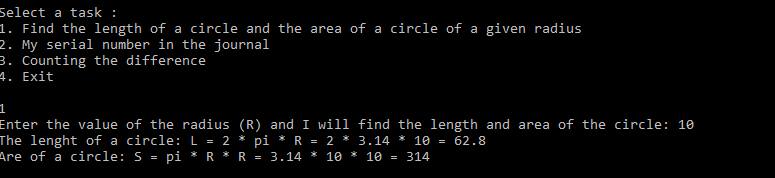 Select a task :
1. Find the length of a circle and the area of a circle of a given radius
2. My serial number in the journal
3. Counting the difference
4. Exit
1
Enter the value of the radius (R) and I will find the length and area of the circle: 10
The lenght of a circle: L = 2 * pi * R = 2 * 3.14 * 10 = 62.8
Are of a circle: S = pi * R * R = 3.14 * 10 * 10 = 314